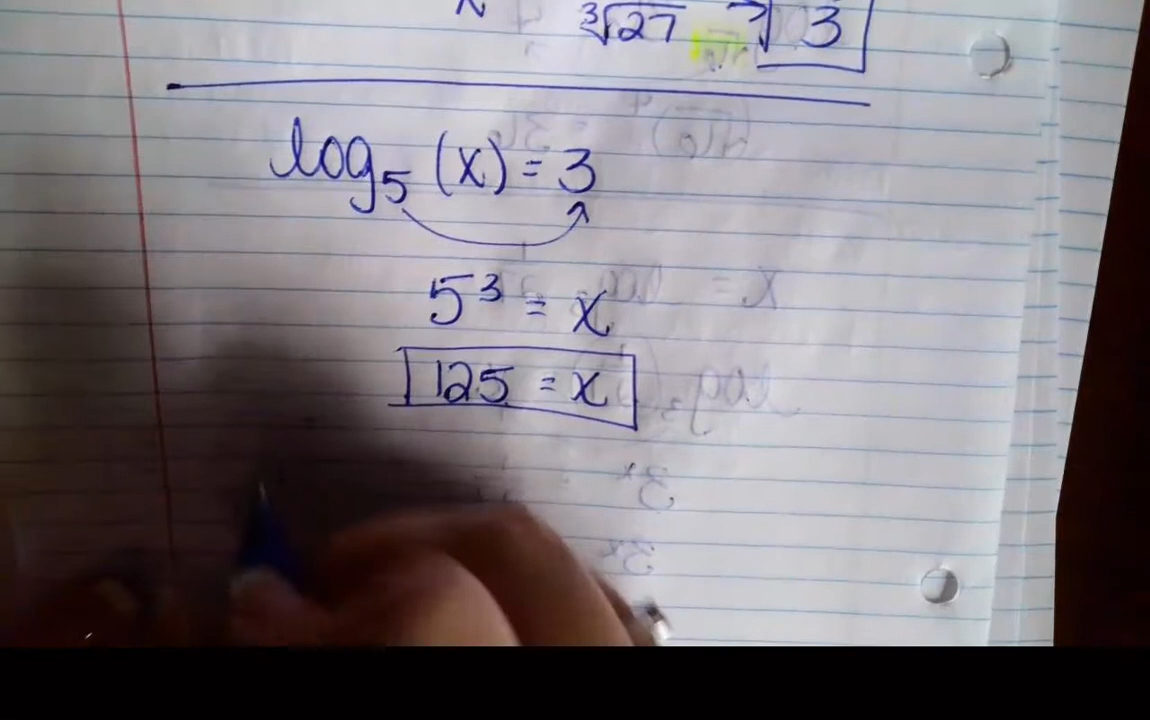 ∛27 → 3
log₅ (x) = 3
5³ = x
125 = x